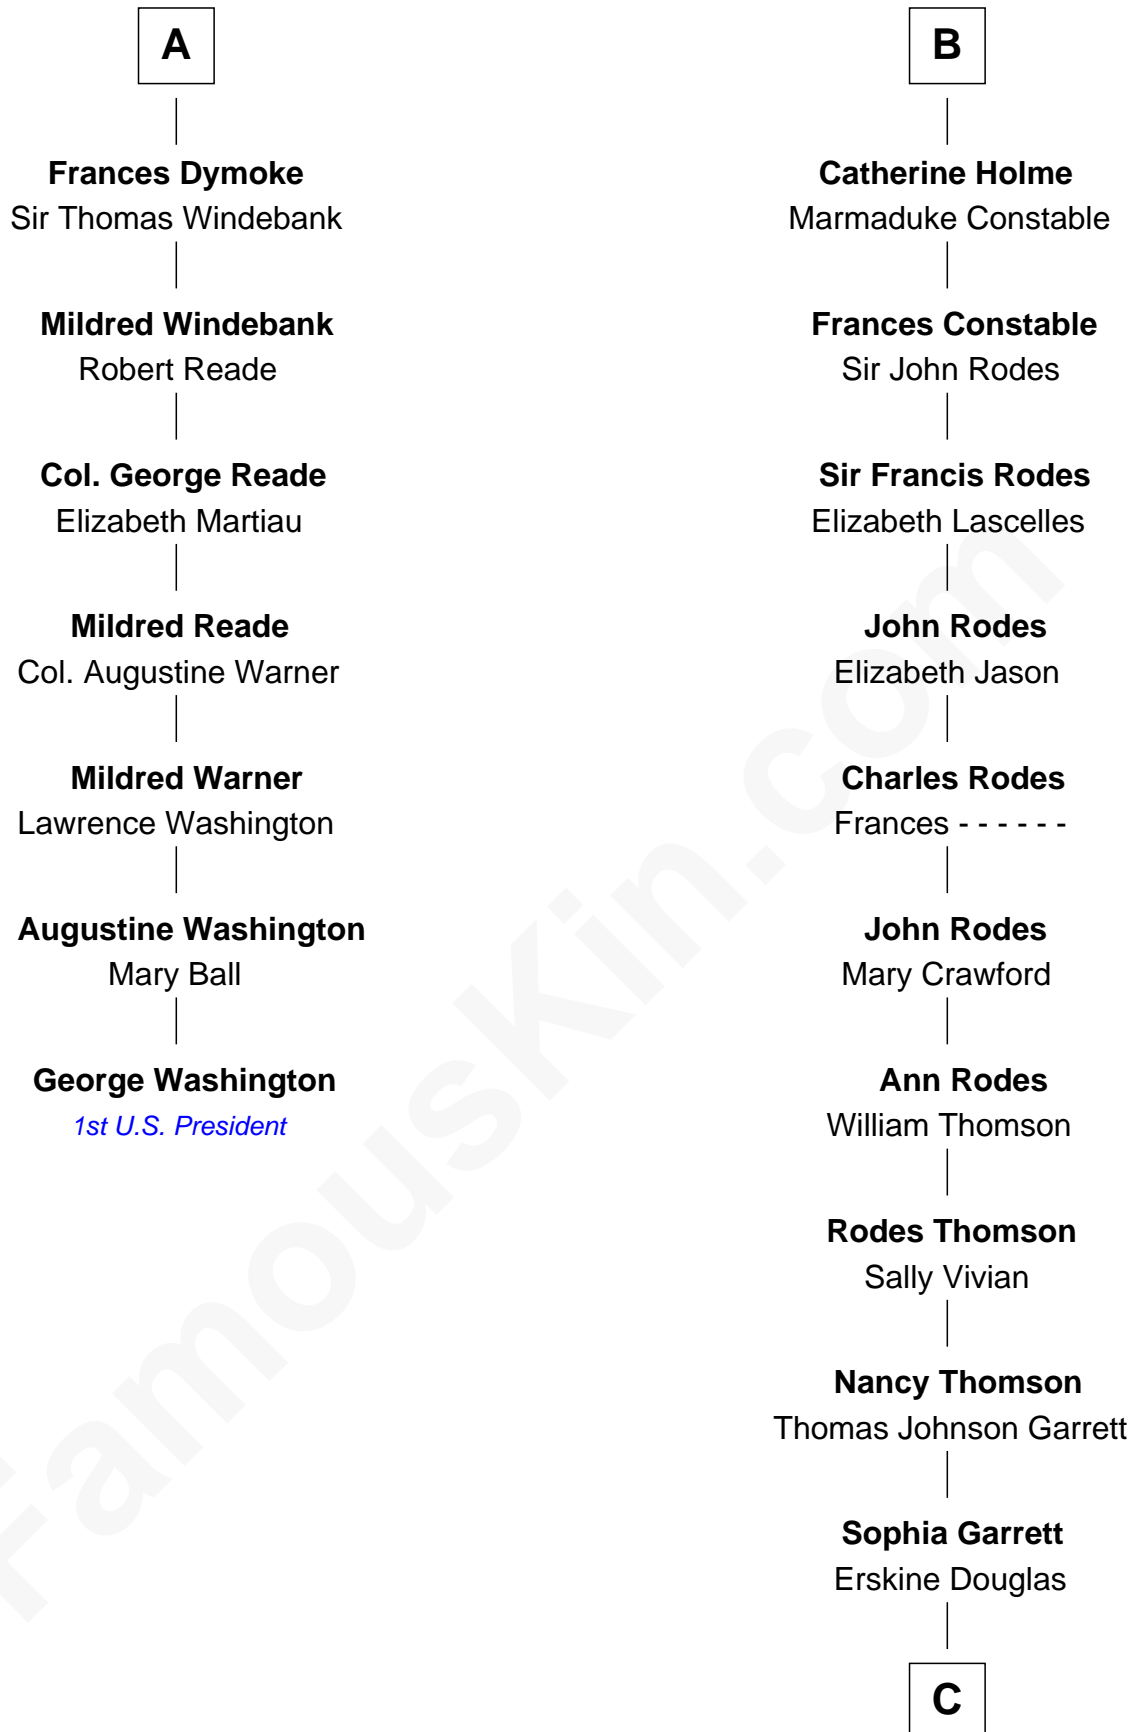 A
Frances Dymoke
Sir Thomas Windebank
Mildred Windebank
Robert Reade
Col. George Reade
Elizabeth Martiau
Mildred Reade
Col. Augustine Warner
Mildred Warner
Lawrence Washington
Augustine Washington
Mary Ball
George Washington
1st U.S. President
B
Catherine Holme
Marmaduke Constable
Frances Constable
Sir John Rodes
Sir Francis Rodes
Elizabeth Lascelles
John Rodes
Elizabeth Jason
Charles Rodes
Frances - - - - - -
John Rodes
Mary Crawford
Ann Rodes
William Thomson
Rodes Thomson
Sally Vivian
Nancy Thomson
Thomas Johnson Garrett
Sophia Garrett
Erskine Douglas
C
FamousKin.com